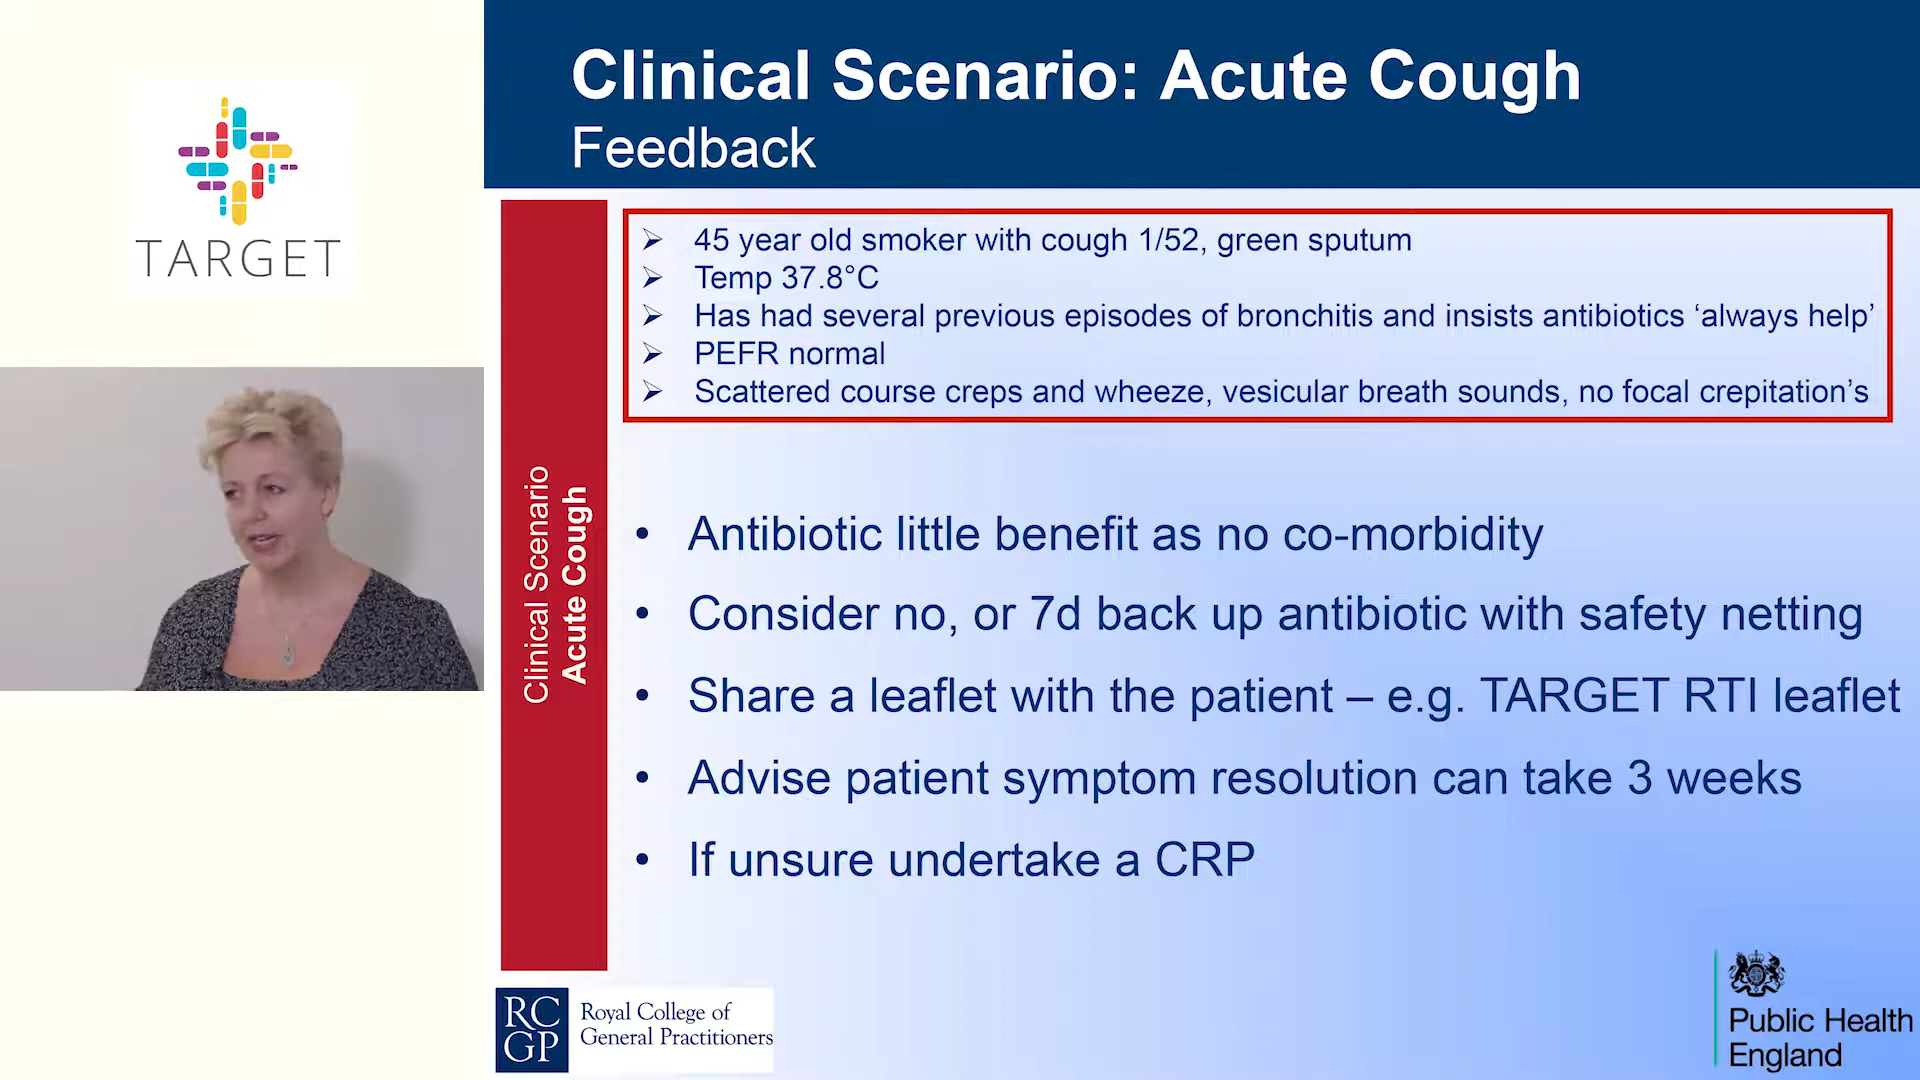 TARGET
Clinical Scenario: Acute Cough
Feedback
Clinical Scenario
Acute Cough
45 year old smoker with cough 1/52, green sputum
Temp 37.8°C
Has had several previous episodes of bronchitis and insists antibiotics ‘always help’
PEFR normal
Scattered course creps and wheeze, vesicular breath sounds, no focal crepitation’s
• Antibiotic little benefit as no co-morbidity
• Consider no, or 7d back up antibiotic with safety netting
• Share a leaflet with the patient – e.g. TARGET RTI leaflet
• Advise patient symptom resolution can take 3 weeks
• If unsure undertake a CRP
RC
GP
Royal College of
General Practitioners
Public Health
England